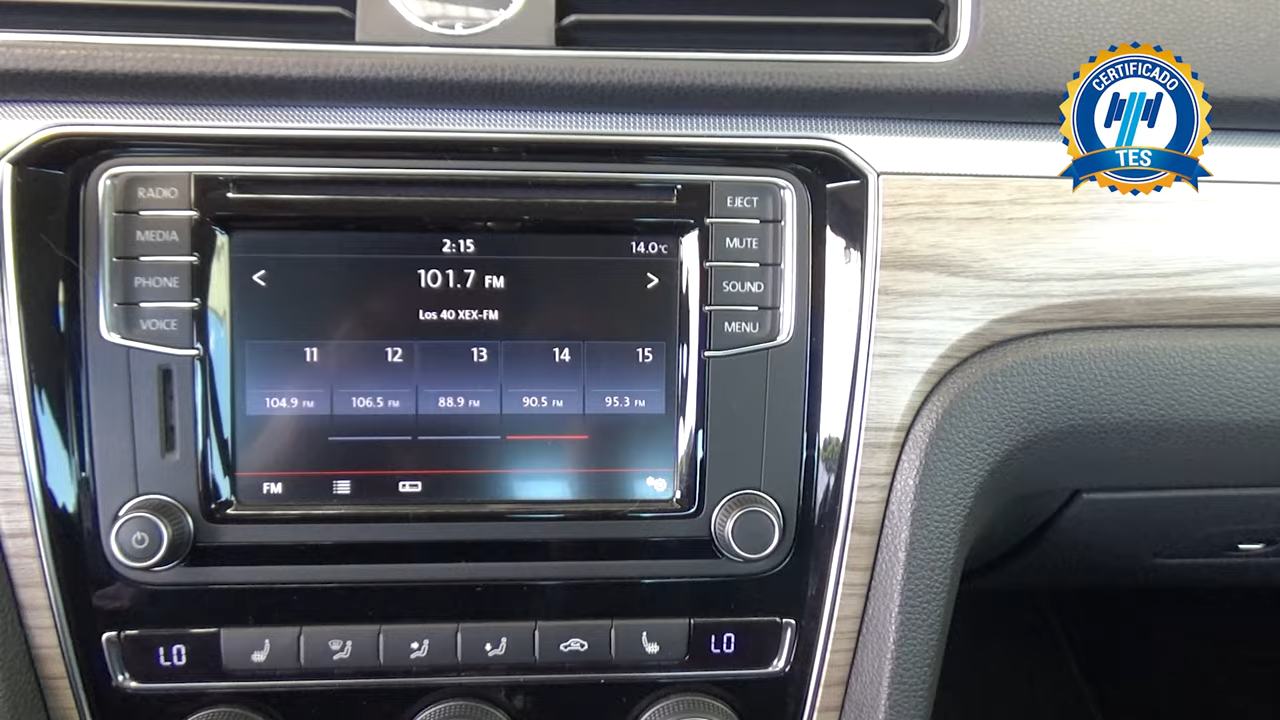 CERTIFICADO
TES
RADIO
MEDIA
PHONE
VOICE
EJECT
MUTE
SOUND
MENU
2:15 14.0°C
< 101.7 FM >
Los 40 XEX-FM
11 12 13 14 15
104.9 FM 106.5 FM 88.9 FM 90.5 FM 95.3 FM
FM
LO LO